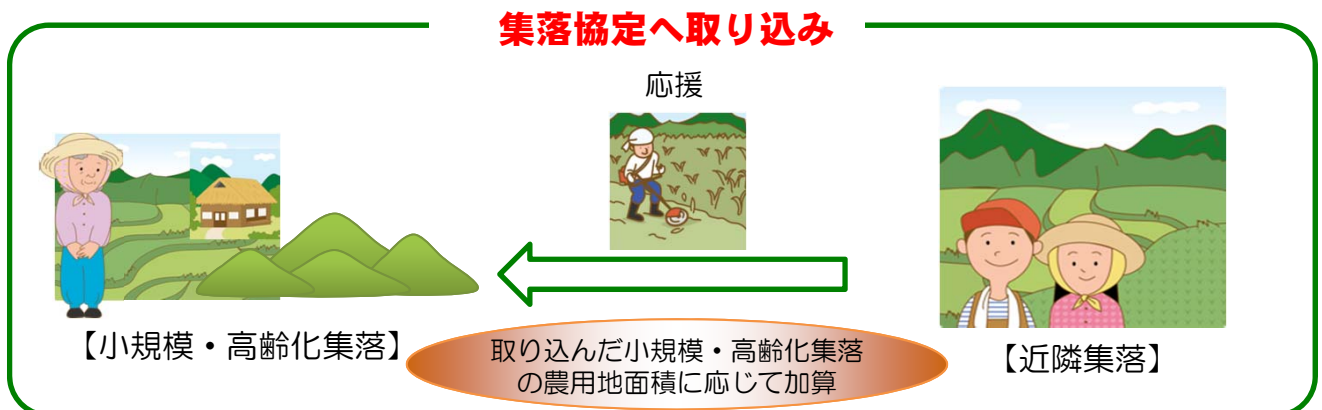 集落協定へ取り込み
応援
【小規模・高齢化集落】
取り込んだ小規模・高齢化集落
の農用地面積に応じて加算
【近隣集落】